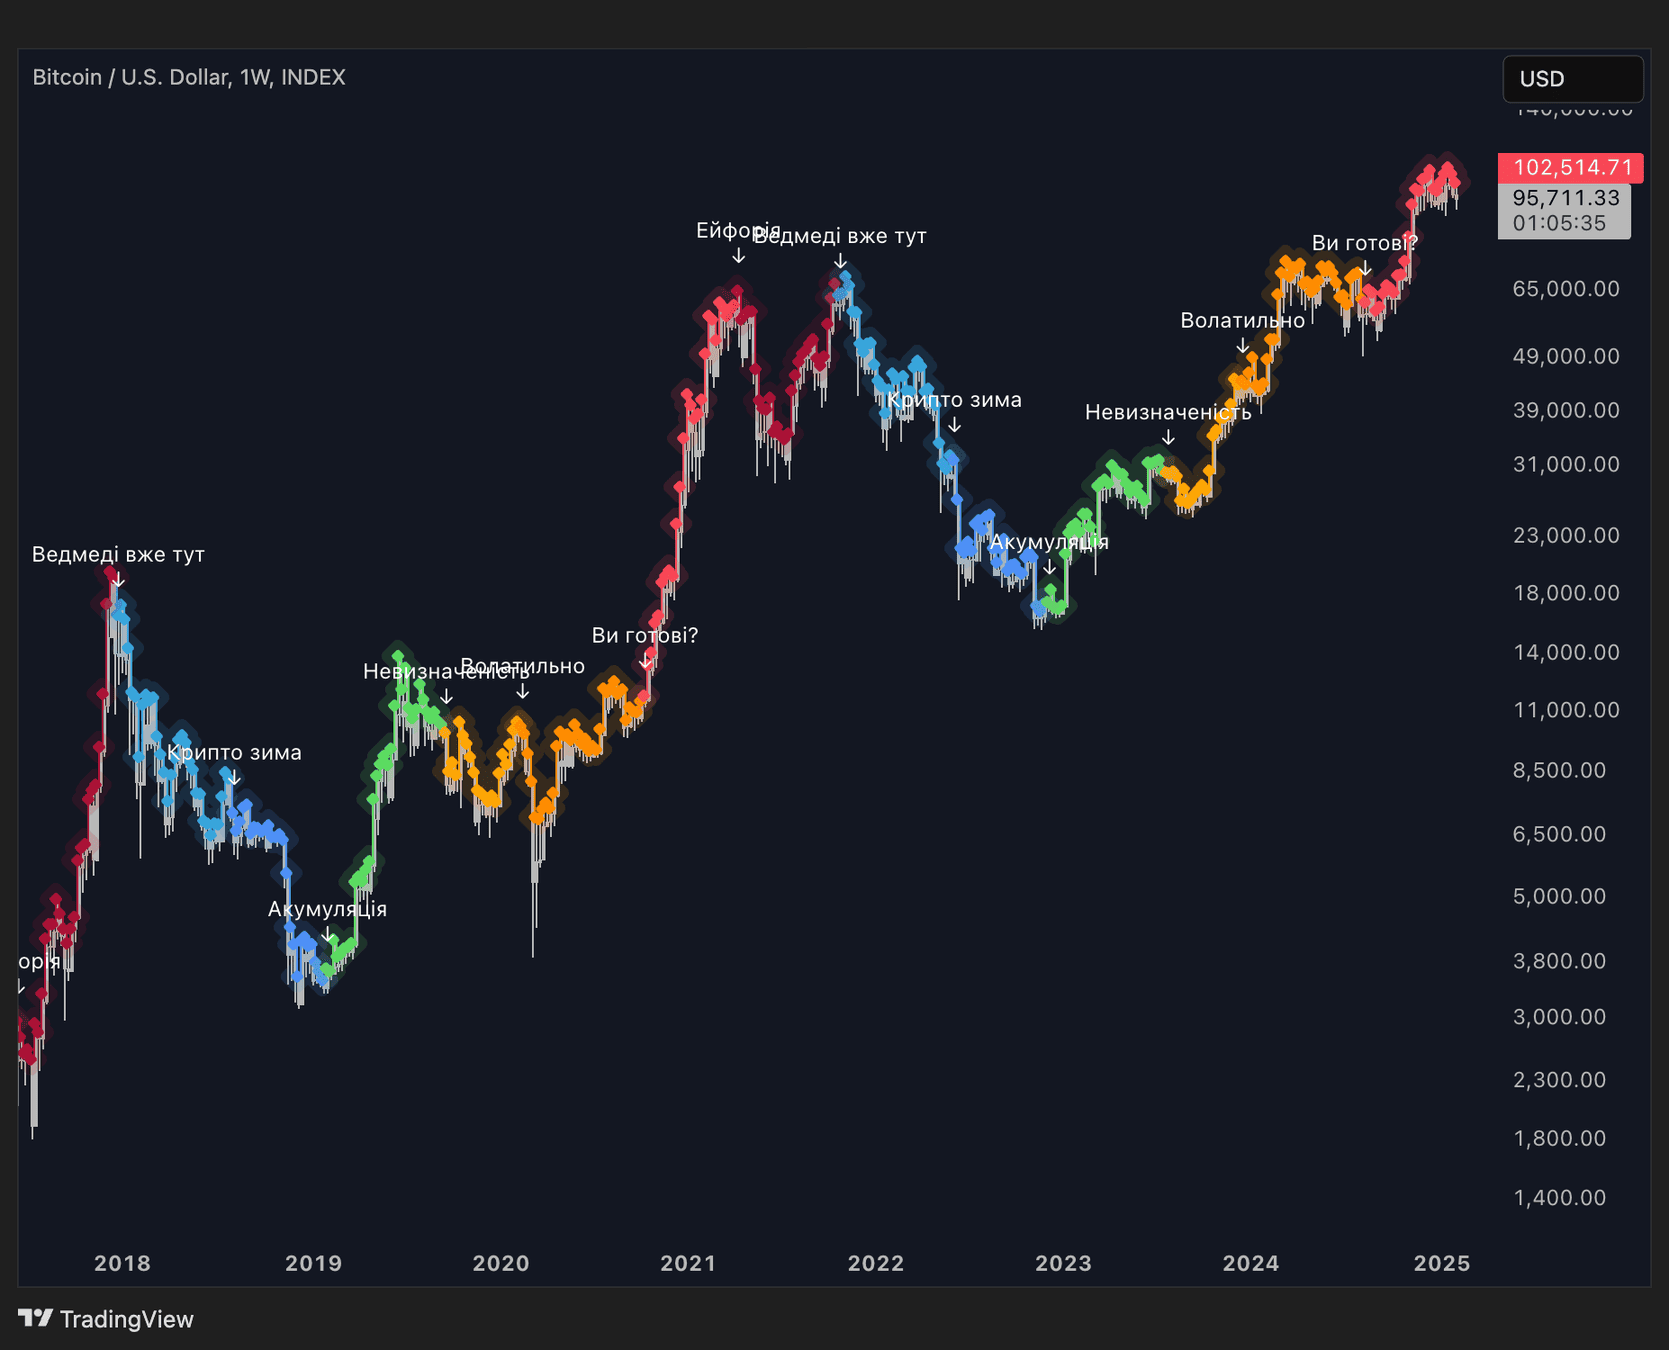 Bitcoin / U.S. Dollar, 1W, INDEX
USD
140,000.00
102,514.71
95,711.33
01:05:35
65,000.00
49,000.00
39,000.00
31,000.00
23,000.00
18,000.00
14,000.00
11,000.00
8,500.00
6,500.00
5,000.00
3,800.00
3,000.00
2,300.00
1,800.00
1,400.00
орія
Ведмеді вже тут
Крипто зима
Акумуляція
Невизначеність
Волатильно
Ви готові?
Ейфорія
Ведмеді вже тут
Крипто зима
Акумуляція
Невизначеність
Волатильно
Ви готові?
2018
2019
2020
2021
2022
2023
2024
2025
TradingView